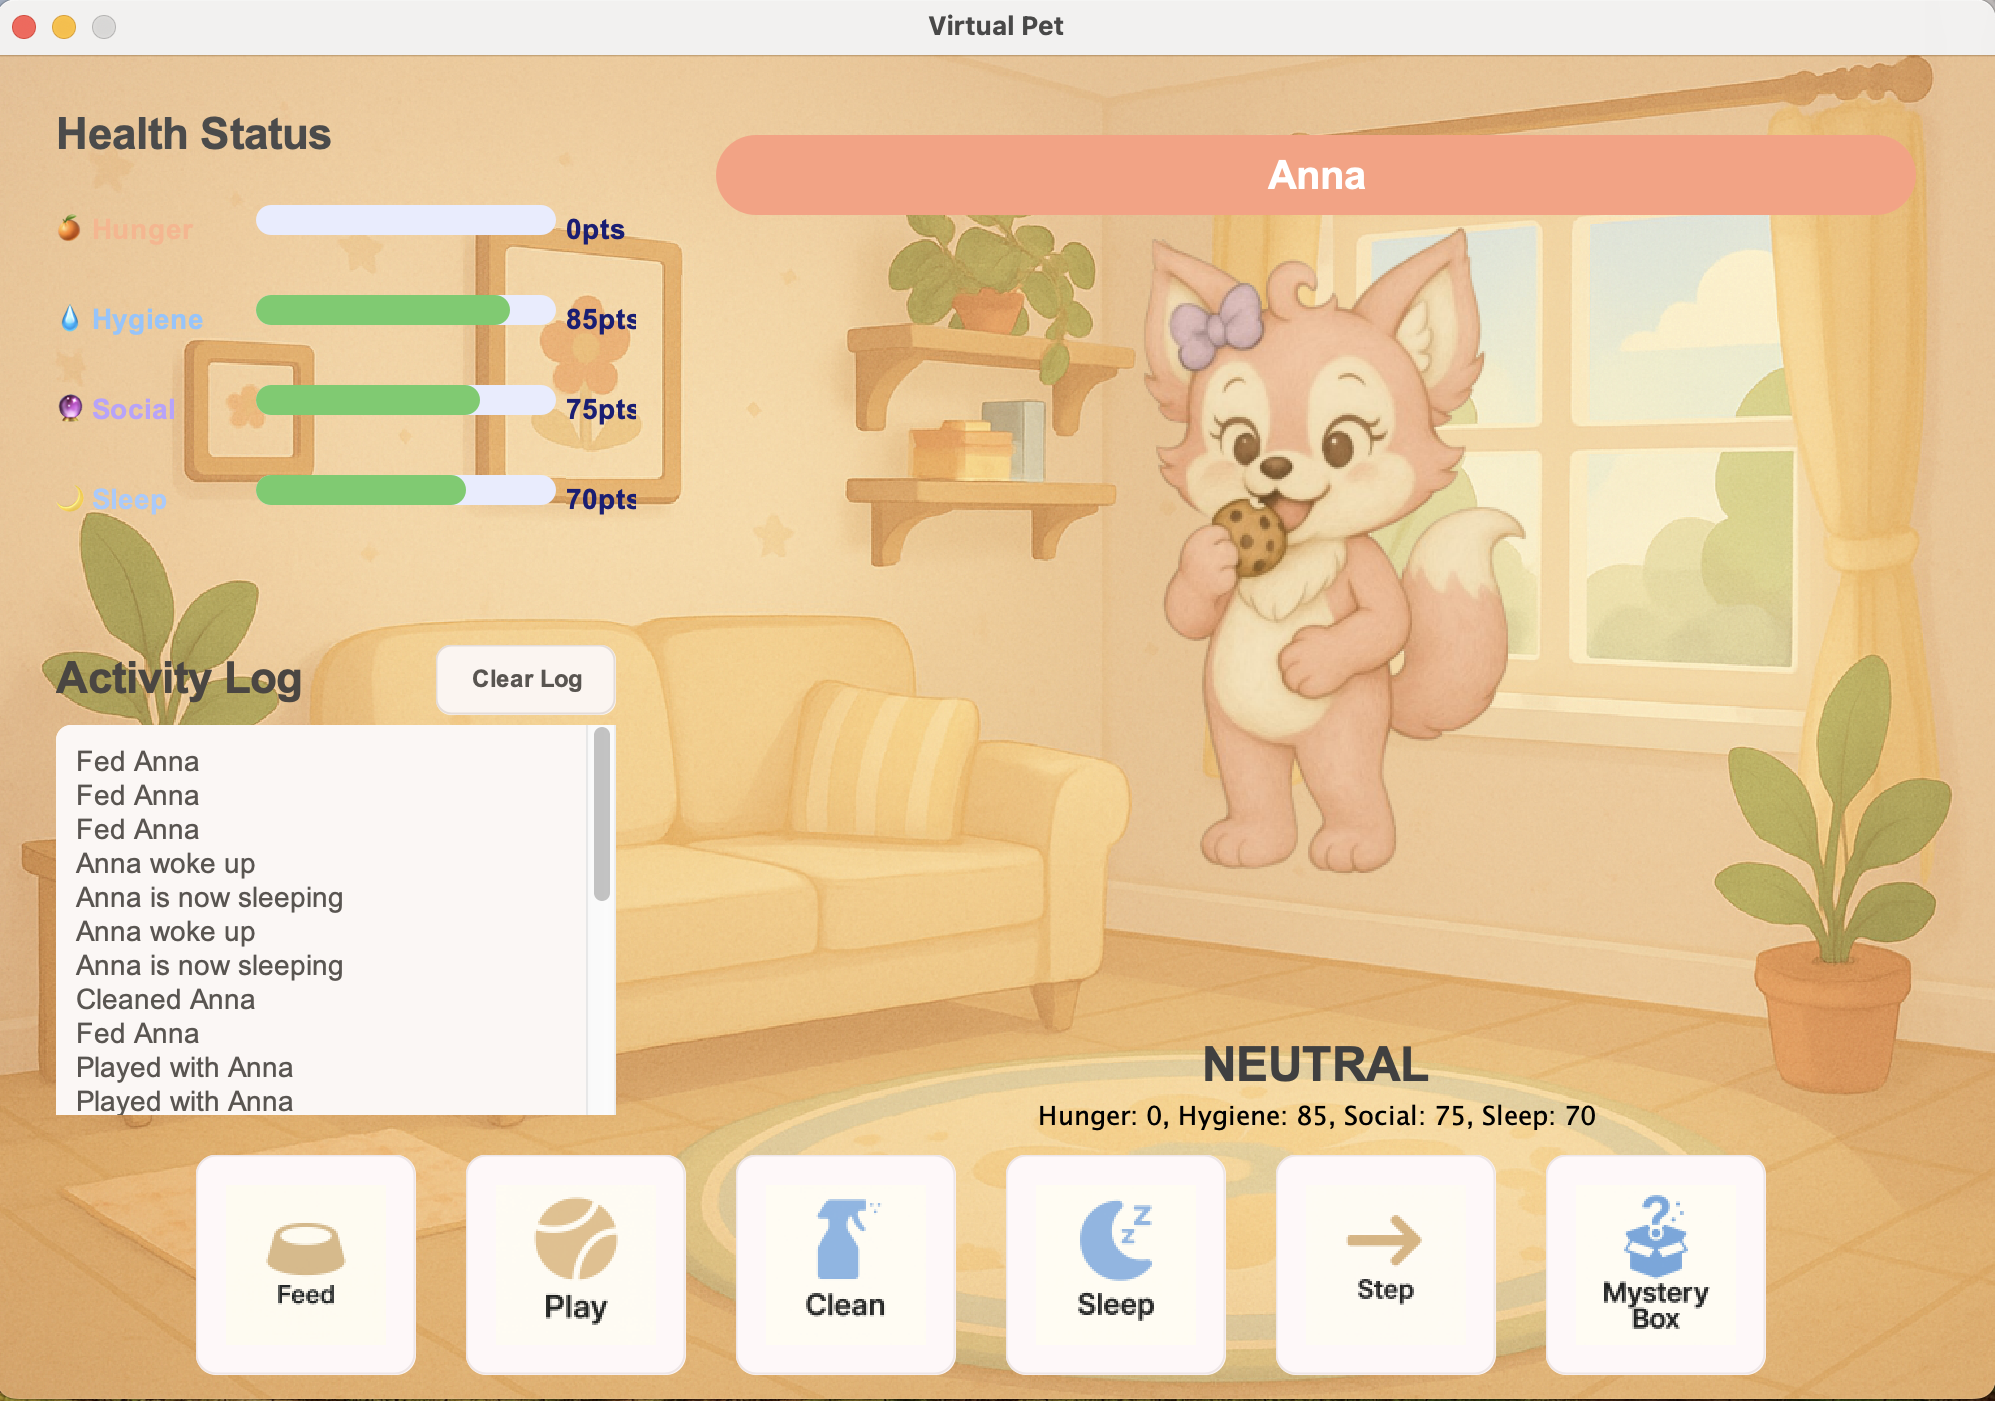 Virtual Pet
Health Status
Anna
Hunger
0pts
Hygiene
85pts
Social
75pts
Sleep
70pts
Activity Log
Clear Log
Fed Anna
Fed Anna
Fed Anna
Anna woke up
Anna is now sleeping
Anna woke up
Anna is now sleeping
Cleaned Anna
Fed Anna
Played with Anna
Played with Anna
NEUTRAL
Hunger: 0, Hygiene: 85, Social: 75, Sleep: 70
Feed
Play
Clean
z z
Sleep
Step
?
Mystery
Box